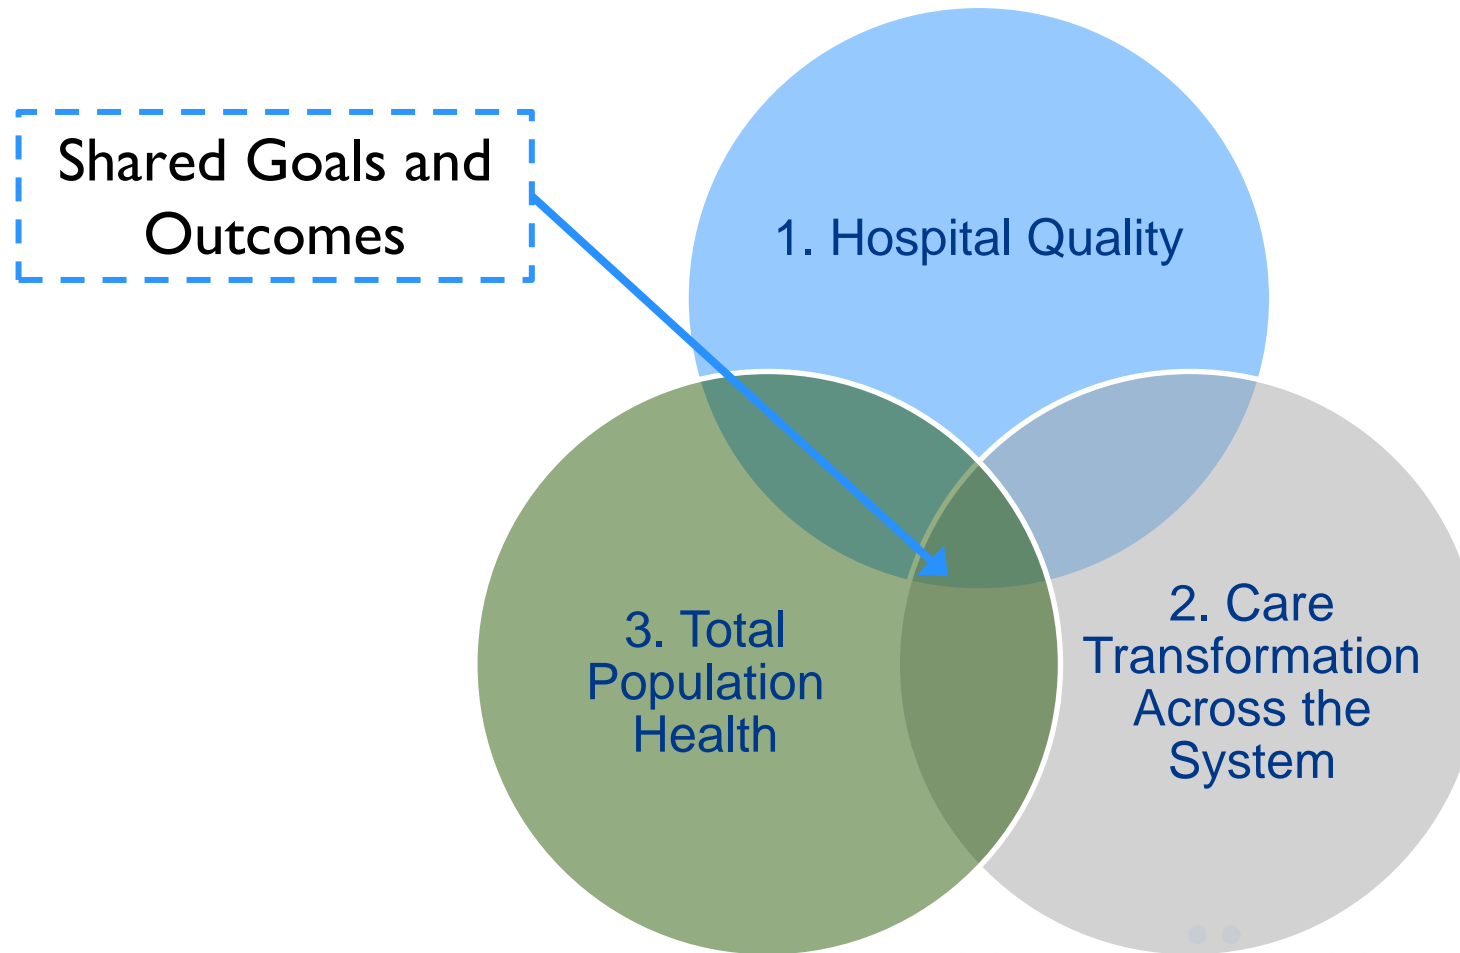 Shared Goals and
Outcomes
1. Hospital Quality
2. Care
Transformation
Across the
System
3. Total
Population
Health